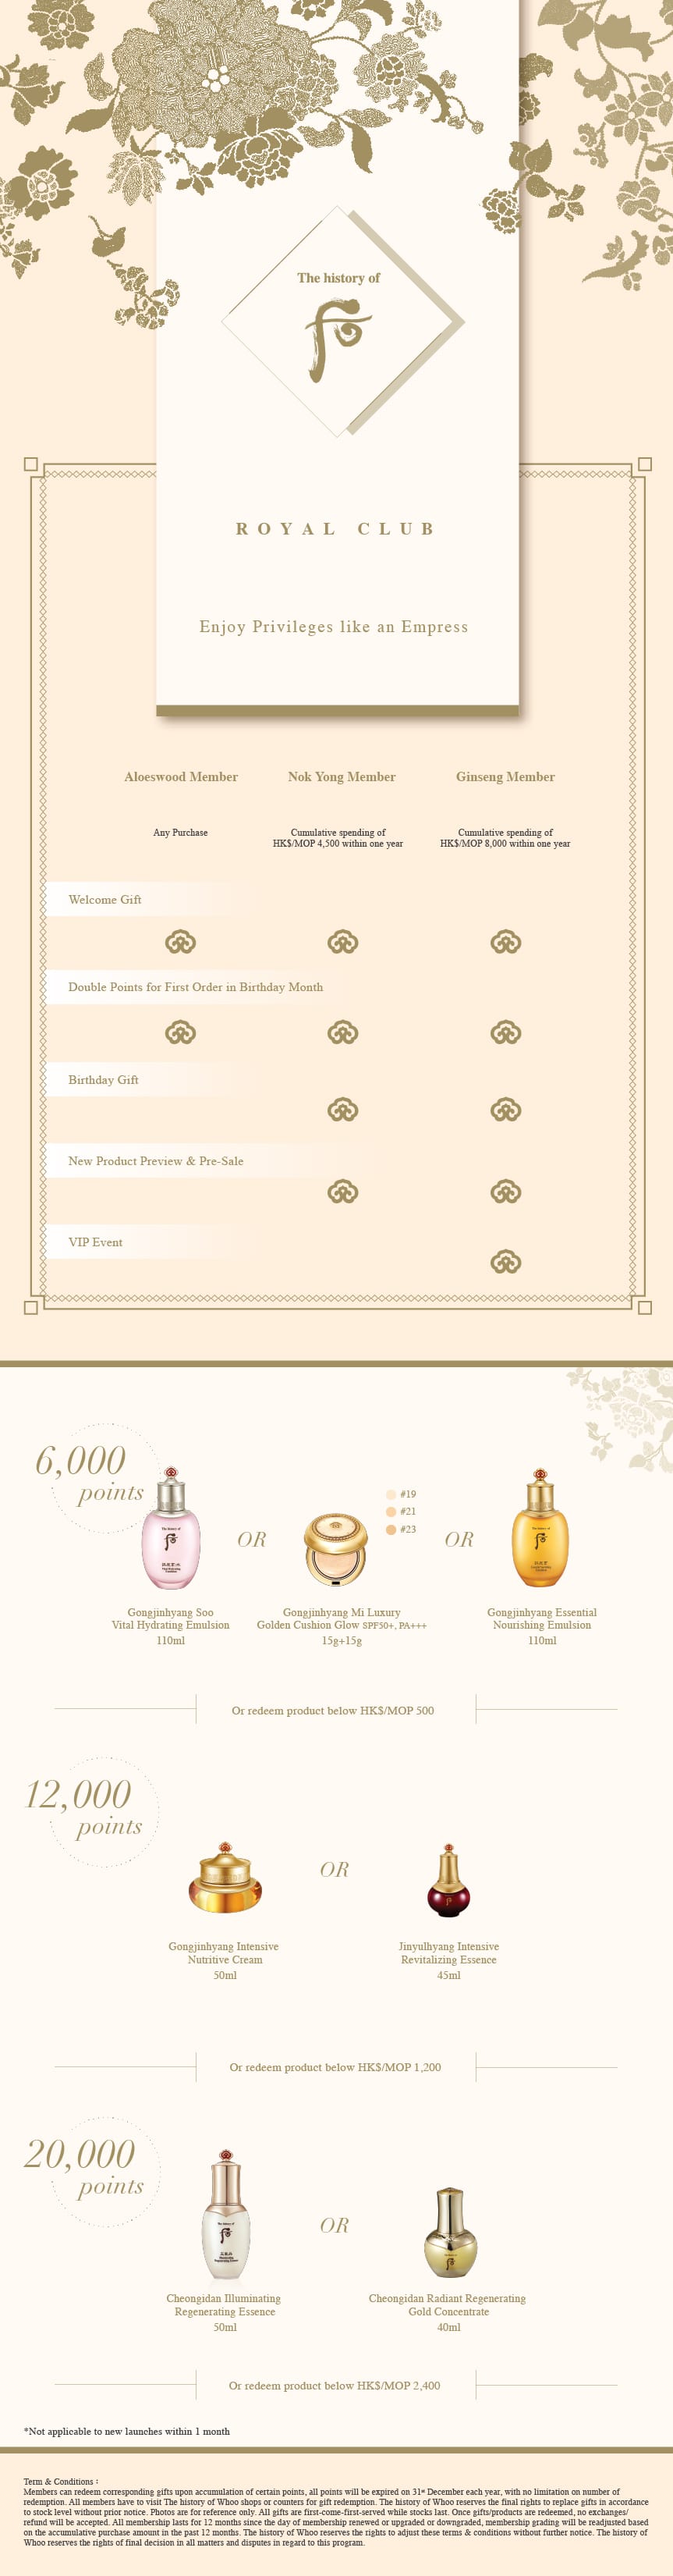 The history of
후
ROYAL CLUB
Enjoy Privileges like an Empress
Aloeswood Member
Nok Yong Member
Ginseng Member
Any Purchase
Cumulative spending of
HK$/MOP 4,500 within one year
Cumulative spending of
HK$/MOP 8,000 within one year
Welcome Gift
Double Points for First Order in Birthday Month
Birthday Gift
New Product Preview & Pre-Sale
VIP Event
6,000
points
OR
#19
#21
#23
OR
Gongjinhyang Soo
Vital Hydrating Emulsion
110ml
Gongjinhyang Mi Luxury
Golden Cushion Glow SPF50+, PA+++
15g+15g
Gongjinhyang Essential
Nourishing Emulsion
110ml
Or redeem product below HK$/MOP 500
12,000
points
OR
Gongjinhyang Intensive
Nutritive Cream
50ml
Jinyulhyang Intensive
Revitalizing Essence
45ml
Or redeem product below HK$/MOP 1,200
20,000
points
OR
Cheongidan Illuminating
Regenerating Essence
50ml
Cheongidan Radiant Regenerating
Gold Concentrate
40ml
Or redeem product below HK$/MOP 2,400
*Not applicable to new launches within 1 month
Term & Conditions :
Members can redeem corresponding gifts upon accumulation of certain points, all points will be expired on 31st December each year, with no limitation on number of
redemption. All members have to visit The history of Whoo shops or counters for gift redemption. The history of Whoo reserves the final rights to replace gifts in accordance
to stock level without prior notice. Photos are for reference only. All gifts are first-come-first-served while stocks last. Once gifts/products are redeemed, no exchanges/
refund will be accepted. All membership lasts for 12 months since the day of membership renewed or upgraded or downgraded, membership grading will be readjusted based
on the accumulative purchase amount in the past 12 months. The history of Whoo reserves the rights to adjust these terms & conditions without further notice. The history of
Whoo reserves the rights of final decision in all matters and disputes in regard to this program.